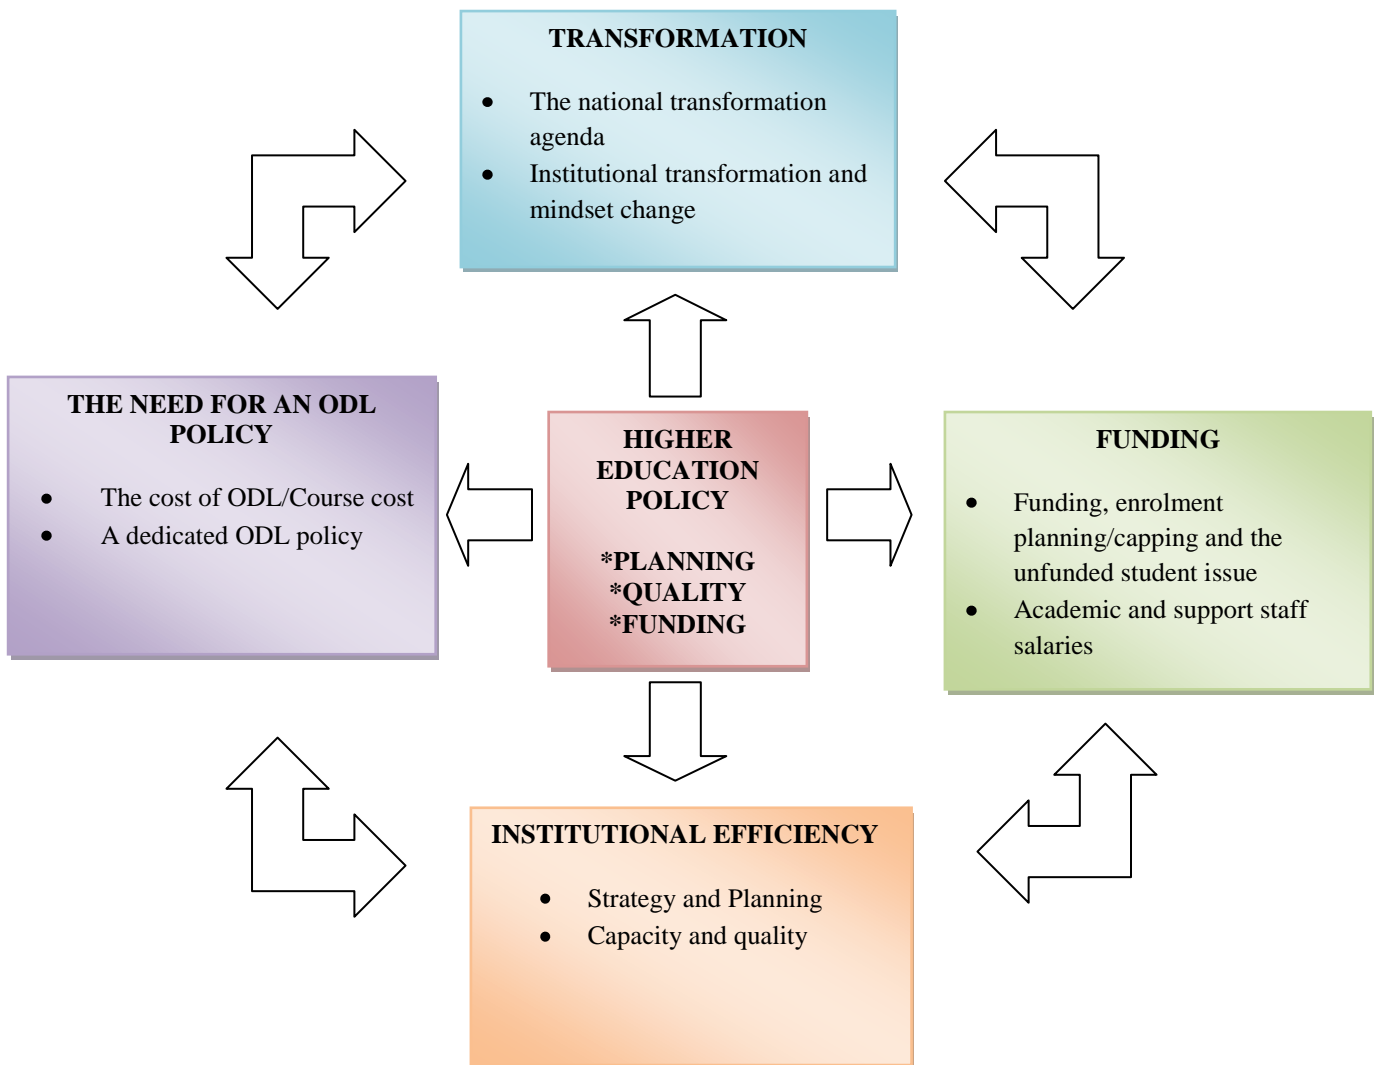 TRANSFORMATION
• The national transformation
agenda
• Institutional transformation and
mindset change
THE NEED FOR AN ODL
POLICY
• The cost of ODL/Course cost
• A dedicated ODL policy
HIGHER
EDUCATION
POLICY
*PLANNING
*QUALITY
*FUNDING
FUNDING
• Funding, enrolment
planning/capping and the
unfunded student issue
• Academic and support staff
salaries
INSTITUTIONAL EFFICIENCY
• Strategy and Planning
• Capacity and quality